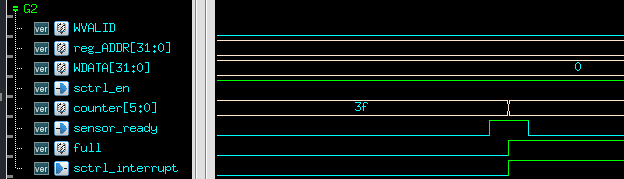 G2
ver WVALID
ver reg_ADDR[31:0]
ver WDATA[31:0] 0
ver sctrl_en
ver counter[5:0] 3f
ver sensor_ready
ver full
ver sctrl_interrupt